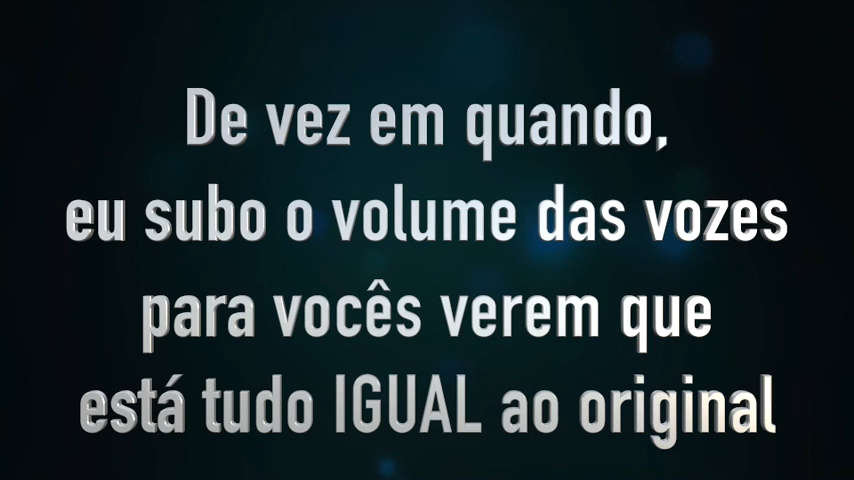 De vez em quando,
eu subo o volume das vozes
para vocês verem que
está tudo IGUAL ao original